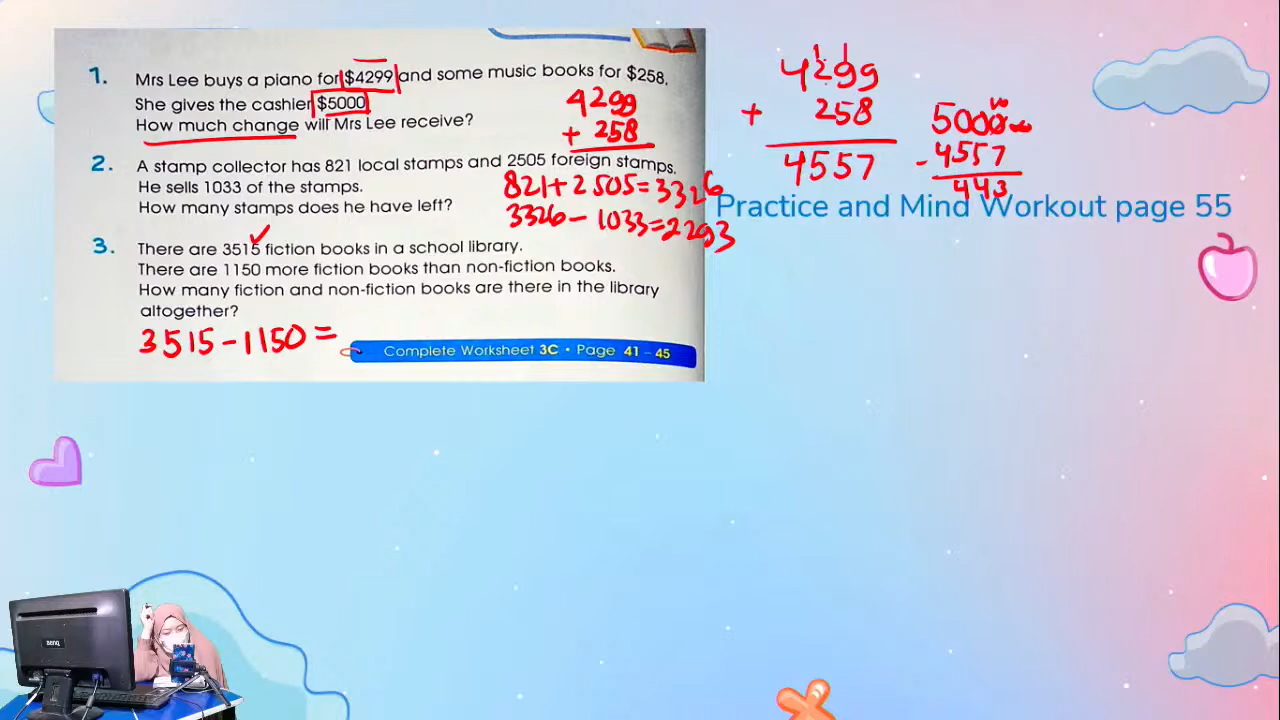 1. Mrs Lee buys a piano for $4299 and some music books for $258.
She gives the cashier $5000
How much change will Mrs Lee receive?
4299
+ 258
4299
+ 258
4557
5000
- 4557
443
2. A stamp collector has 821 local stamps and 2505 foreign stamps.
He sells 1033 of the stamps.
How many stamps does he have left?
821+2505=3326
3326-1033=2293
Practice and Mind Workout page 55
3. There are 3515 fiction books in a school library.
There are 1150 more fiction books than non-fiction books.
How many fiction and non-fiction books are there in the library
altogether?
3515-1150=
Complete Worksheet 3C • Page 41 - 45
BenQ